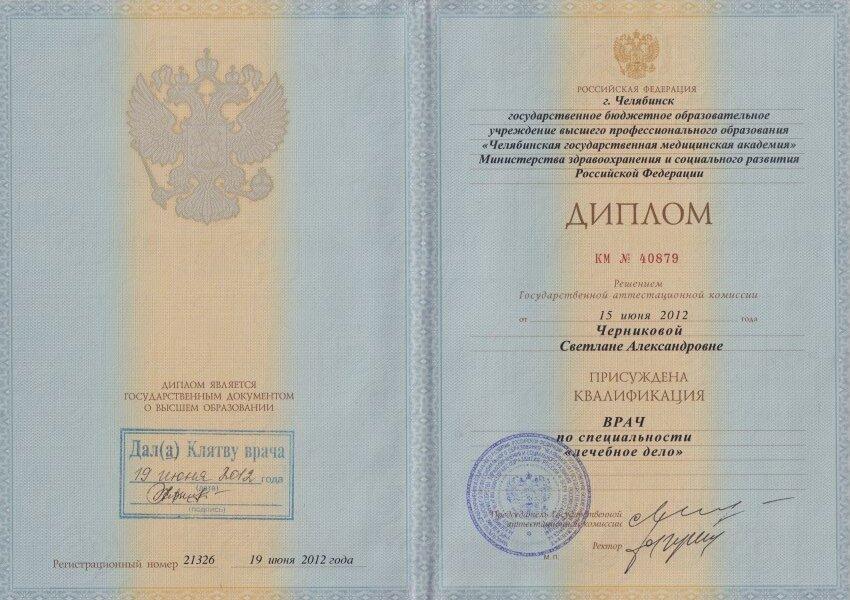 ДИПЛОМ ЯВЛЯЕТСЯ
ГОСУДАРСТВЕННЫМ ДОКУМЕНТОМ
О ВЫСШЕМ ОБРАЗОВАНИИ
Дал(а) Клятву врача
19 июня 2012 года
(дата)
(подпись)
Регистрационный номер 21326 19 июня 2012 года
РОССИЙСКАЯ ФЕДЕРАЦИЯ
г. Челябинск
государственное бюджетное образовательное
учреждение высшего профессионального образования
«Челябинская государственная медицинская академия»
Министерства здравоохранения и социального развития
Российской Федерации
ДИПЛОМ
КМ № 40879
Решением
Государственной аттестационной комиссии
от 15 июня 2012 года
Черниковой
Светлане Александровне
ПРИСУЖДЕНА
КВАЛИФИКАЦИЯ
ВРАЧ
по специальности
«лечебное дело»
Председатель Государственной
аттестационной комиссии
Ректор
М.П.